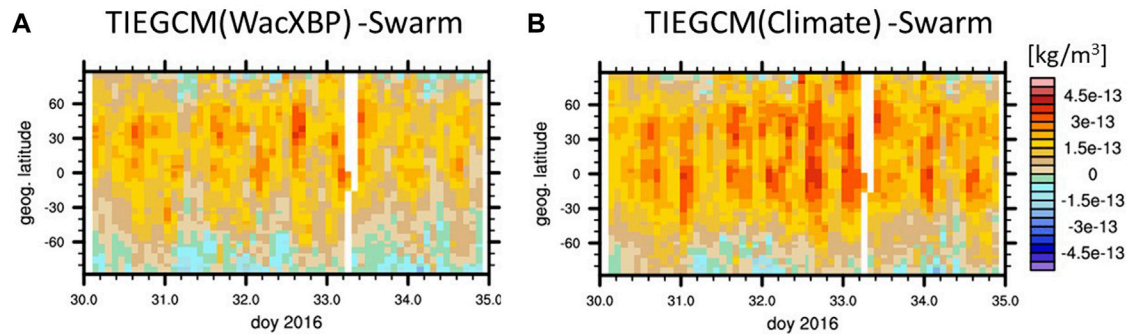 A
TIEGCM(WacXBP) -Swarm
B
TIEGCM(Climate) -Swarm
[kg/m³]
60
30
0
-30
-60
geog. latitude
30.0
31.0
32.0
33.0
34.0
35.0
doy 2016
60
30
0
-30
-60
geog. latitude
30.0
31.0
32.0
33.0
34.0
35.0
doy 2016
4.5e-13
3e-13
1.5e-13
0
-1.5e-13
-3e-13
-4.5e-13